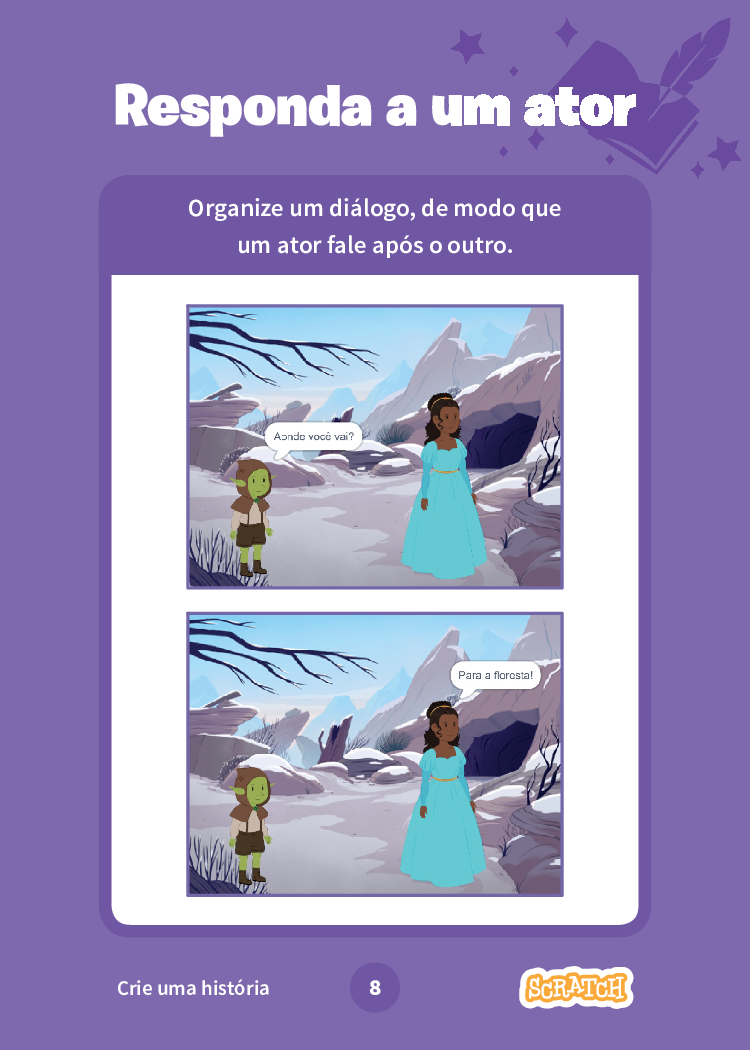 Responda a um ator
Organize um diálogo, de modo que
um ator fale após o outro.
Aonde você vai?
Para a floresta!
Crie uma história
8
SCRATCH